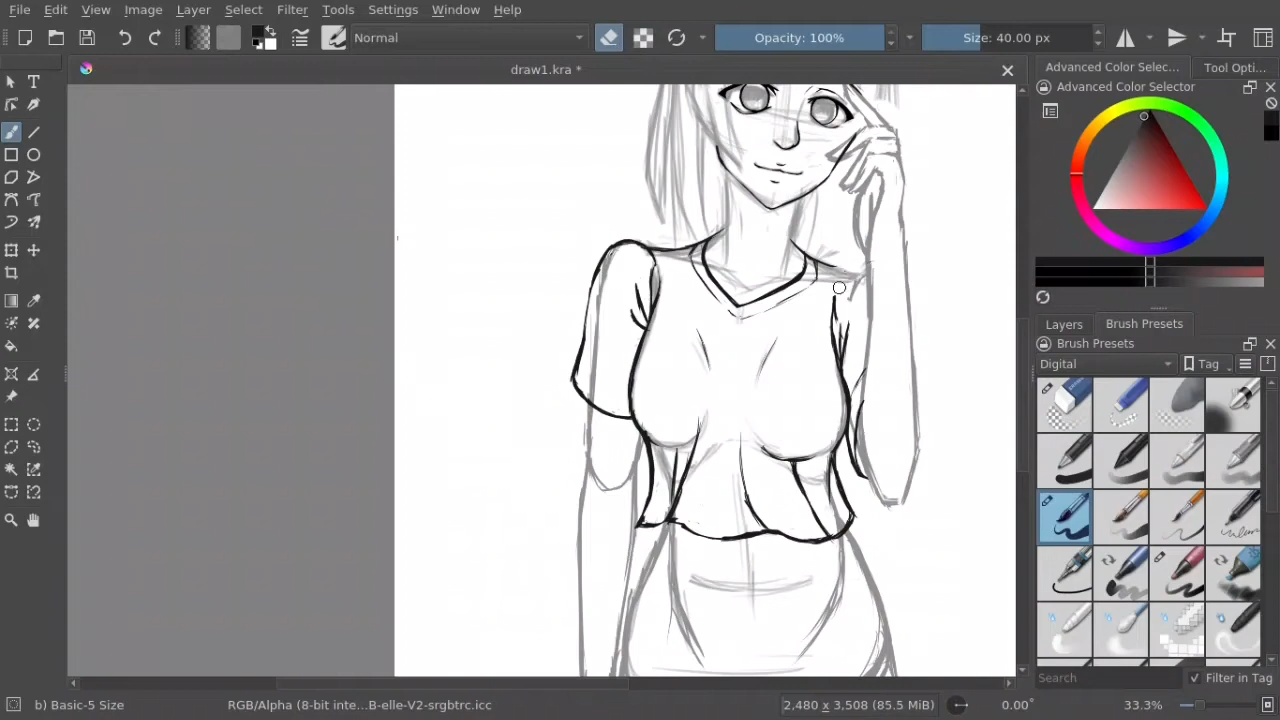 File Edit View Image Layer Select Filter Tools Settings Window Help
Normal Opacity: 100% Size: 40.00 px
draw1.kra *
Advanced Color Selec... Tool Opti...
Advanced Color Selector
Layers Brush Presets
Brush Presets
Digital Tag
Search Filter in Tag
b) Basic-5 Size RGB/Alpha (8-bit inte...B-elle-V2-srgbtrc.icc 2,480 x 3,508 (85.5 MiB) 0.00° 33.3%